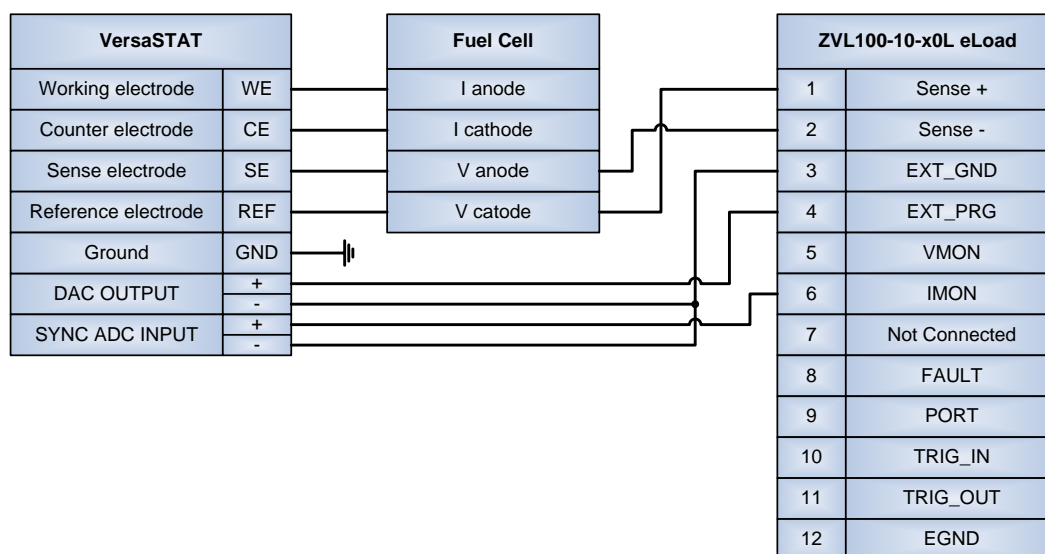 VersaSTAT
Working electrode WE
Counter electrode CE
Sense electrode SE
Reference electrode REF
Ground GND
DAC OUTPUT + -
SYNC ADC INPUT + -
Fuel Cell
I anode
I cathode
V anode
V catode
ZVL100-10-x0L eLoad
1 Sense +
2 Sense -
3 EXT_GND
4 EXT_PRG
5 VMON
6 IMON
7 Not Connected
8 FAULT
9 PORT
10 TRIG_IN
11 TRIG_OUT
12 EGND